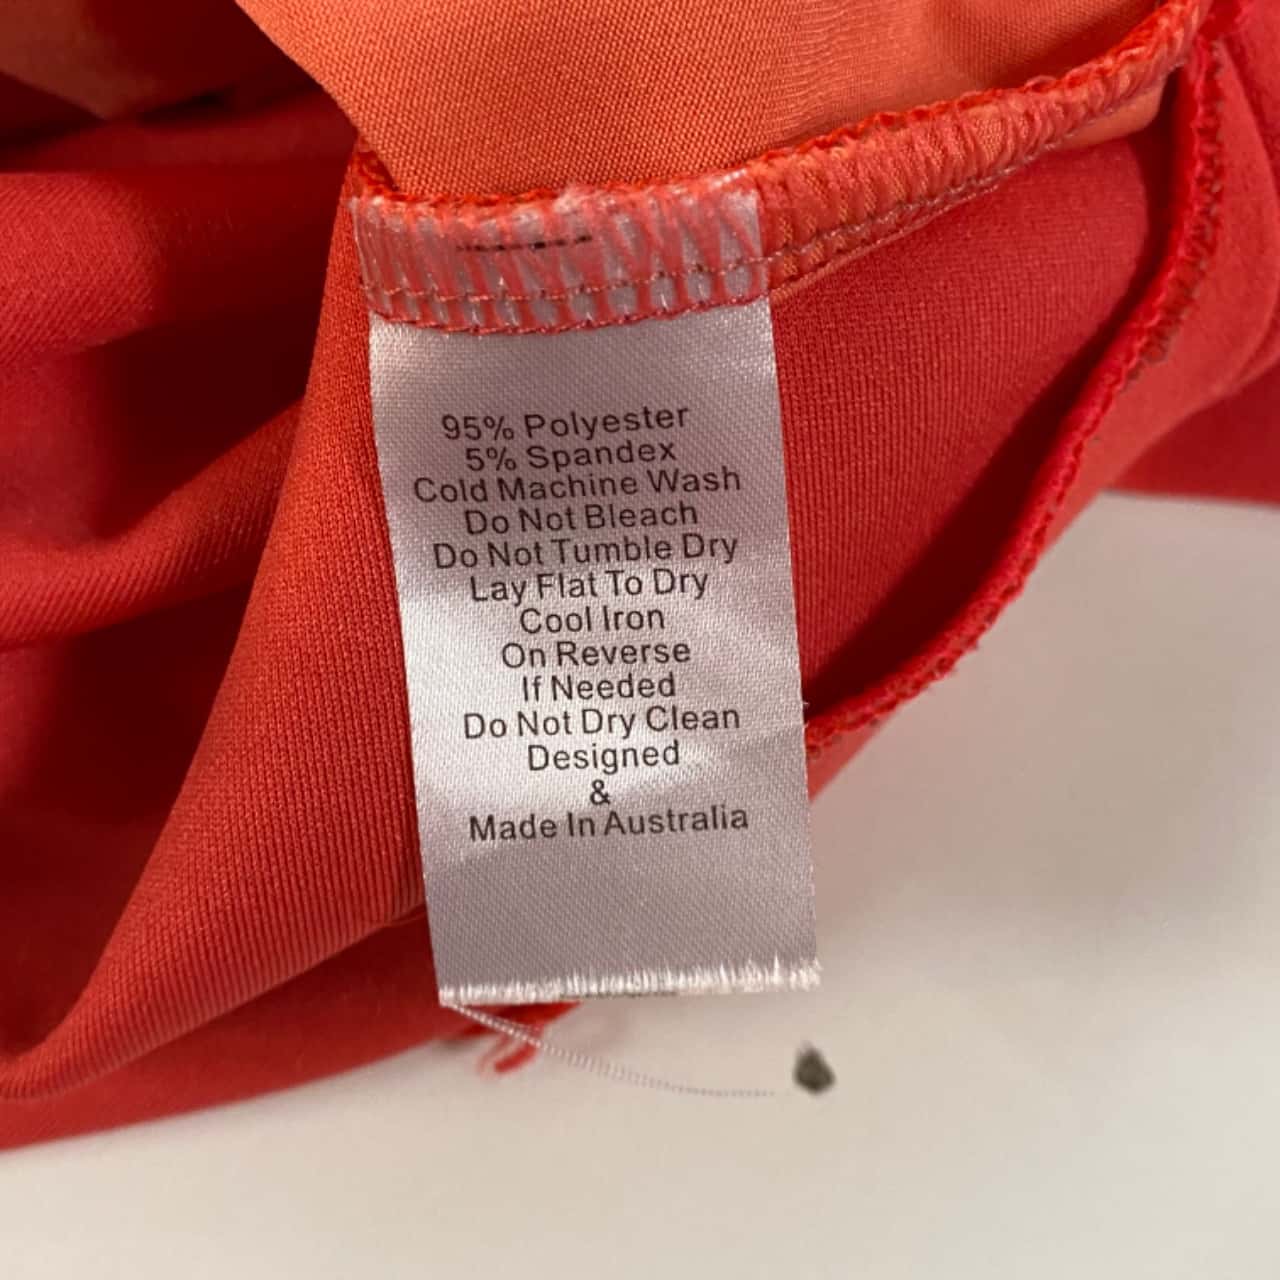 95% Polyester
5% Spandex
Cold Machine Wash
Do Not Bleach
Do Not Tumble Dry
Lay Flat To Dry
Cool Iron
On Reverse
If Needed
Do Not Dry Clean
Designed
&
Made In Australia